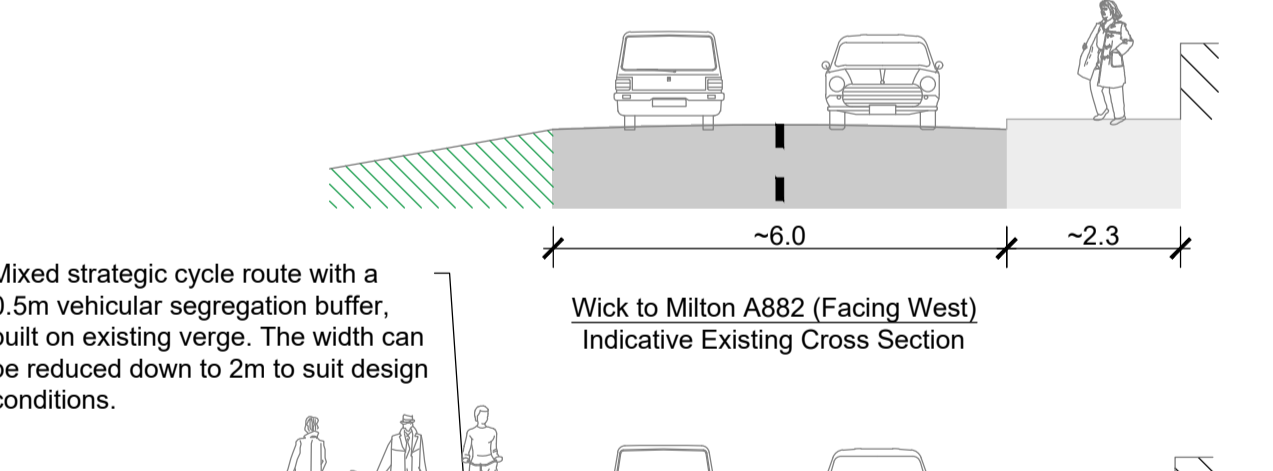 ~6.0
~2.3
Mixed strategic cycle route with a
0.5m vehicular segregation buffer,
built on existing verge. The width can
be reduced down to 2m to suit design
conditions.
Wick to Milton A882 (Facing West)
Indicative Existing Cross Section